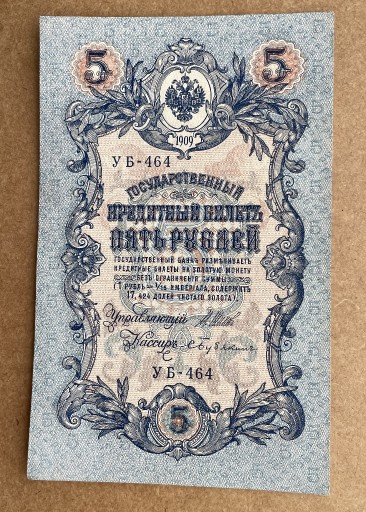 5 5
1909
УБ-464
ГОСУДАРСТВЕННЫЙ
КРЕДИТНЫЙ БИЛЕТЪ
ПЯТЬ РУБЛЕЙ
ГОСУДАРСТВЕННЫЙ БАНКЪ РАЗМѢНИВАЕТЪ
КРЕДИТНЫЕ БИЛЕТЫ НА ЗОЛОТУЮ МОНЕТУ
БЕЗЪ ОГРАНИЧЕНІЯ СУММЫ
(1 РУБЛЬ = 1/15 ИМПЕРІАЛА, СОДЕРЖИТЪ
17,424 ДОЛЕЙ ЧИСТАГО ЗОЛОТА).
Управляющій
Кассиръ
УБ-464
5